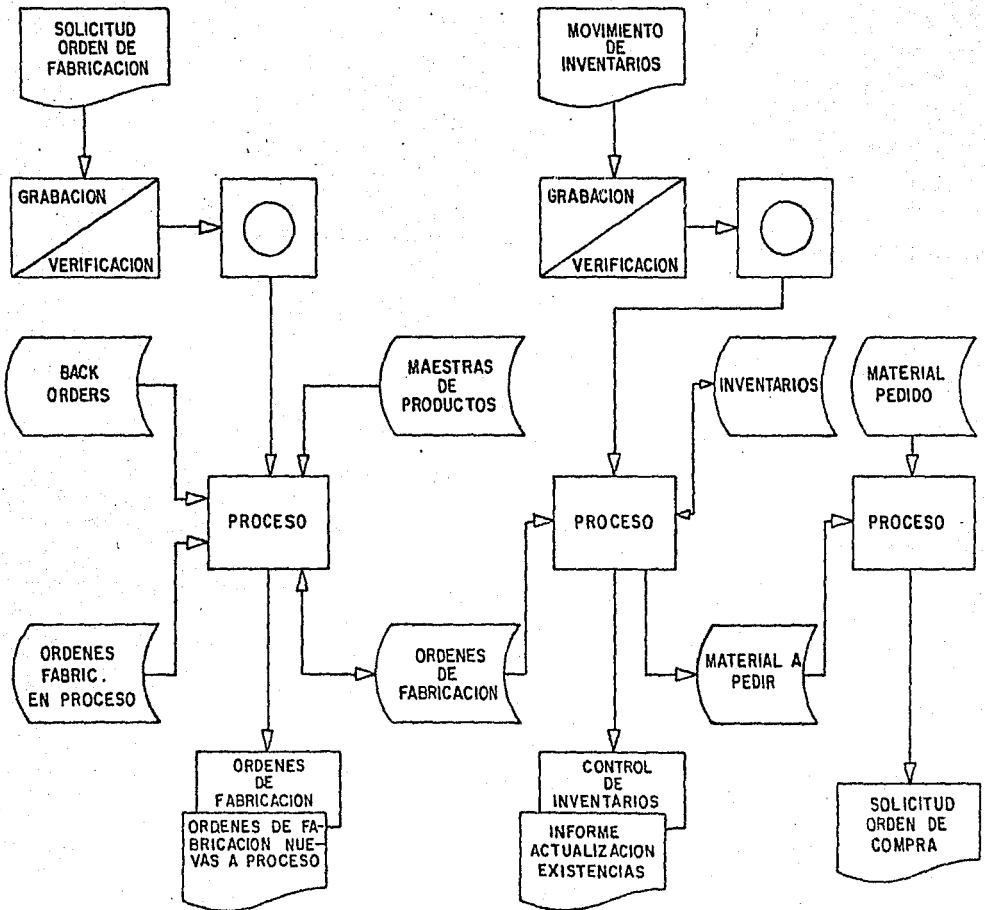 SOLICITUD
ORDEN DE
FABRICACION
MOVIMIENTO
DE
INVENTARIOS
GRABACION
VERIFICACION
GRABACION
VERIFICACION
BACK
ORDERS
MAESTRAS
DE
PRODUCTOS
INVENTARIOS
MATERIAL
PEDIDO
PROCESO
PROCESO
PROCESO
ORDENES
FABRIC.
EN PROCESO
ORDENES
DE
FABRICACION
MATERIAL A
PEDIR
ORDENES
DE
FABRICACION
ORDENES DE FA-
BRICACION NUE-
VAS A PROCESO
CONTROL
DE
INVENTARIOS
INFORME
ACTUALIZACION
EXISTENCIAS
SOLICITUD
ORDEN DE
COMPRA